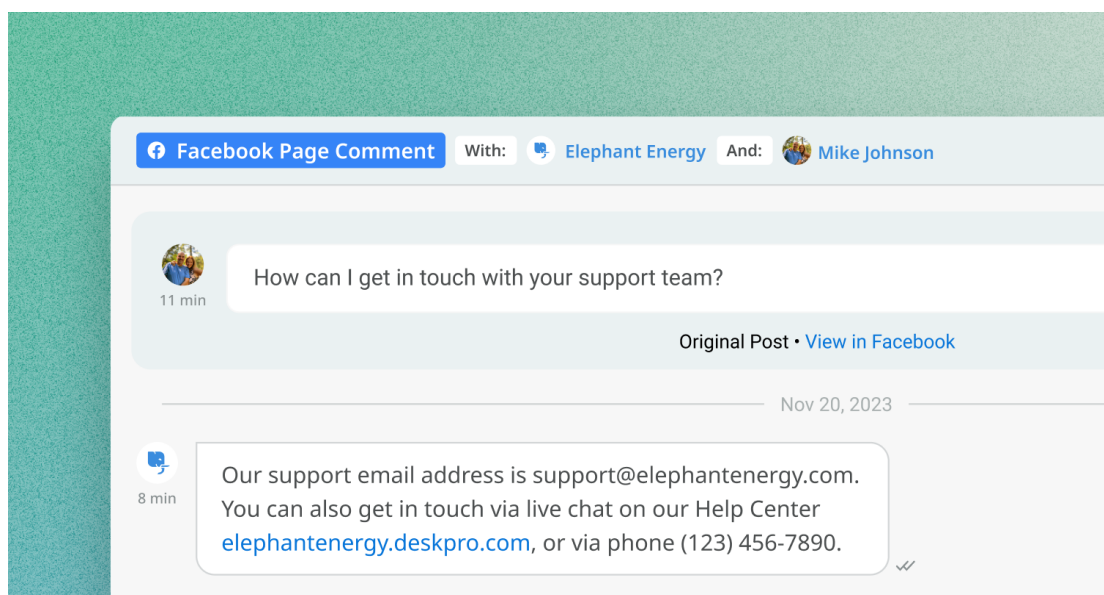 Facebook Page Comment With: Elephant Energy And: Mike Johnson
How can I get in touch with your support team?
11 min
Original Post • View in Facebook
Nov 20, 2023
Our support email address is support@elephantenergy.com.
8 min
You can also get in touch via live chat on our Help Center
elephantenergy.deskpro.com, or via phone (123) 456-7890.